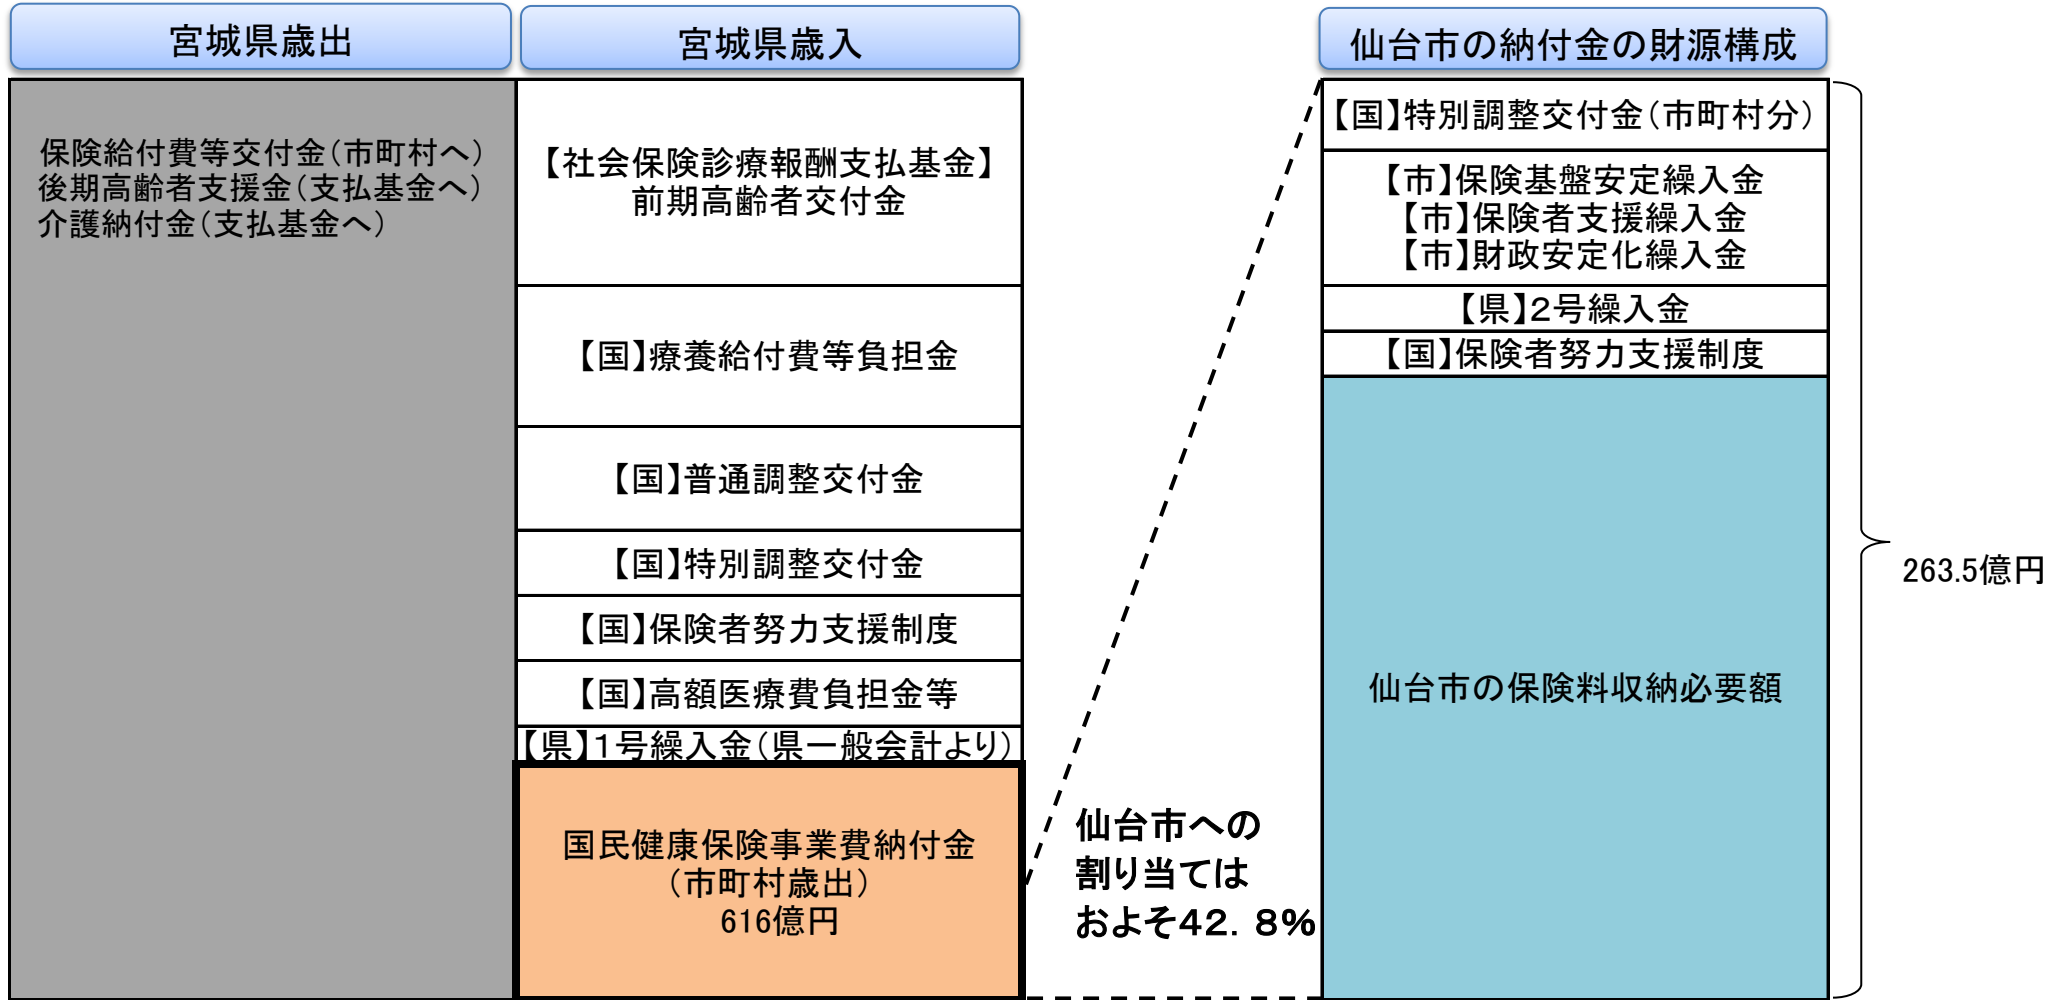 宮城県歳出
保険給付費等交付金(市町村へ)
後期高齢者支援金(支払基金へ)
介護納付金(支払基金へ)
宮城県歳入
【社会保険診療報酬支払基金】
前期高齢者交付金
【国】療養給付費等負担金
【国】普通調整交付金
【国】特別調整交付金
【国】保険者努力支援制度
【国】高額医療費負担金等
【県】1号繰入金(県一般会計より)
国民健康保険事業費納付金
(市町村歳出)
616億円
仙台市への
割り当ては
およそ42.8%
仙台市の納付金の財源構成
【国】特別調整交付金(市町村分)
【市】保険基盤安定繰入金
【市】保険者支援繰入金
【市】財政安定化繰入金
【県】2号繰入金
【国】保険者努力支援制度
仙台市の保険料収納必要額
263.5億円